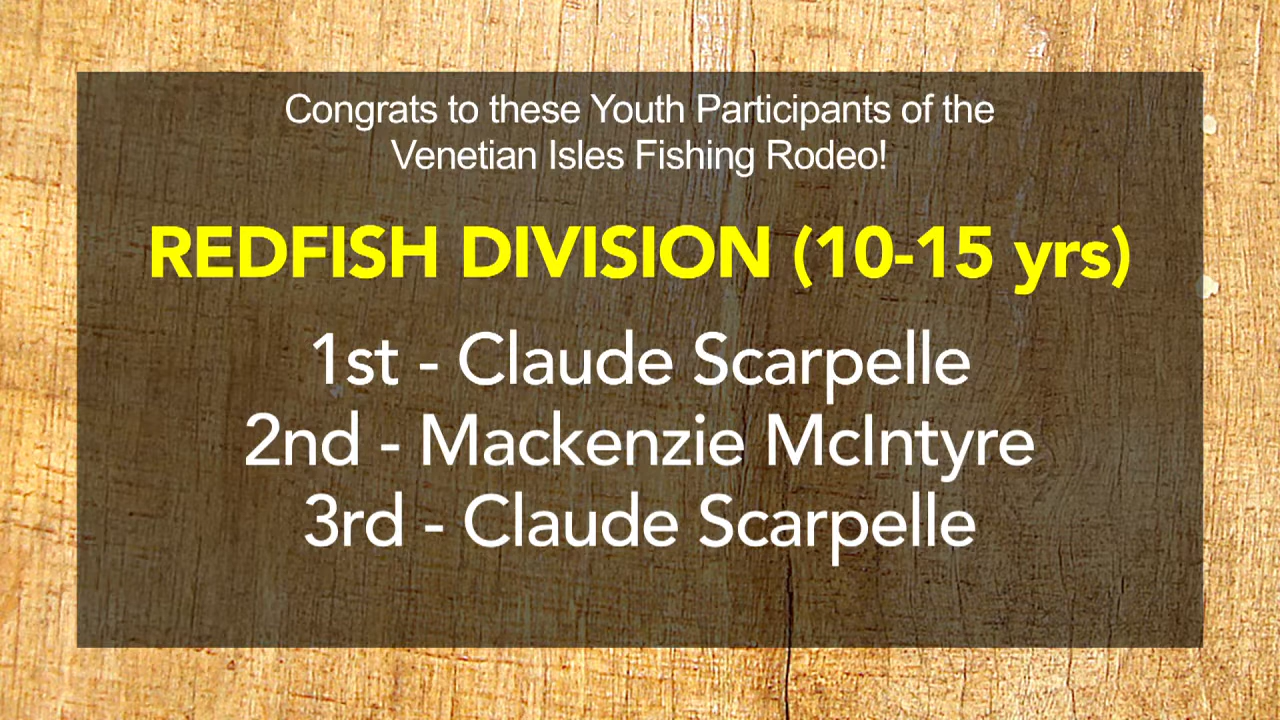 Congrats to these Youth Participants of the
Venetian Isles Fishing Rodeo!
REDFISH DIVISION (10-15 yrs)
1st - Claude Scarpelle
2nd - Mackenzie McIntyre
3rd - Claude Scarpelle